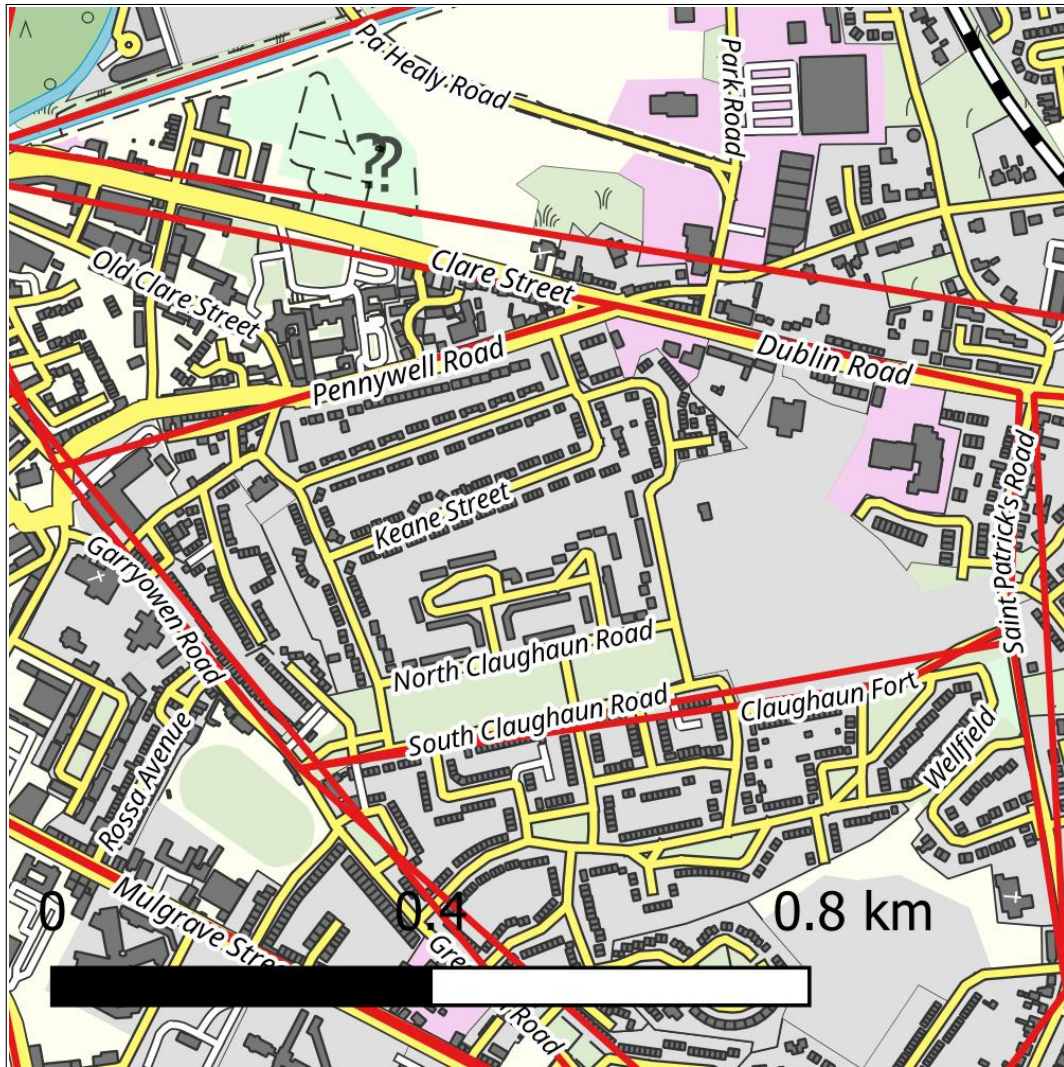 Pa Healy Road
Park Road
??
Clare Street
Old Clare Street
Pennywell Road
Dublin Road
Keane Street
Saint Patrick's Road
Garryowen Road
North Claughaun Road
South Claughaun Road
Claughaun Fort
Wellfield
Rossa Avenue
Mulgrave Street
0 0.4 0.8 km
Road